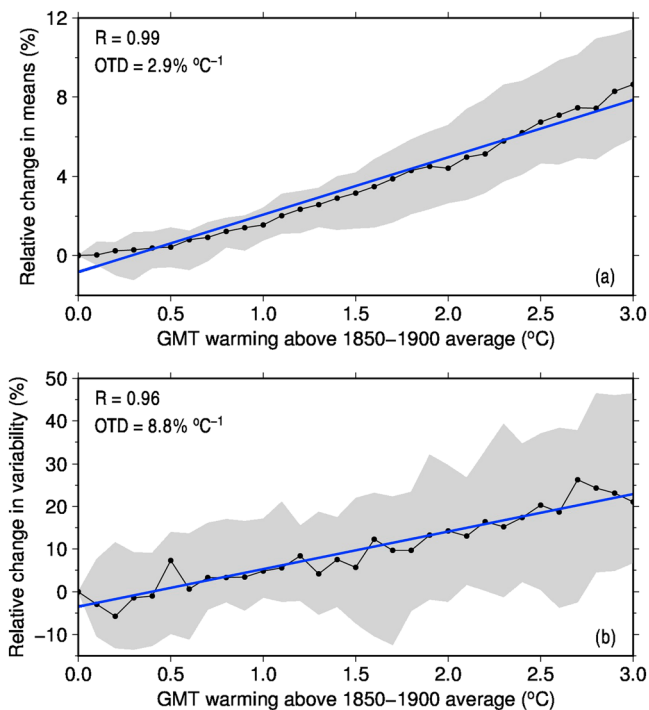 12
8
4
0
Relative change in means (%)
R = 0.99
OTD = 2.9% ºC⁻¹
(a)
0.0 0.5 1.0 1.5 2.0 2.5 3.0
GMT warming above 1850−1900 average (ºC)
50
40
30
20
10
0
−10
Relative change in variability (%)
R = 0.96
OTD = 8.8% ºC⁻¹
(b)
0.0 0.5 1.0 1.5 2.0 2.5 3.0
GMT warming above 1850−1900 average (ºC)